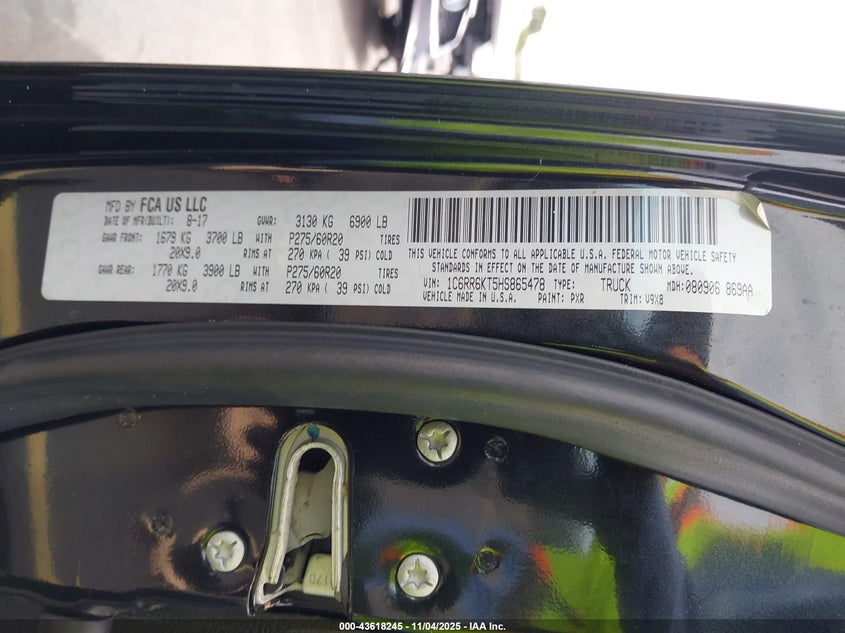 MFD BY FCA US LLC
DATE OF MFR(BUILT): 8-17 GVWR: 3130 KG 6900 LB
GAWR FRONT: 1679 KG 3700 LB WITH P275/60R20 TIRES
20X9.0 RIMS AT 270 KPA ( 39 PSI) COLD
GAWR REAR: 1770 KG 3900 LB WITH P275/60R20 TIRES
20X9.0 RIMS AT 270 KPA ( 39 PSI) COLD
THIS VEHICLE CONFORMS TO ALL APPLICABLE U.S.A. FEDERAL MOTOR VEHICLE SAFETY
STANDARDS IN EFFECT ON THE DATE OF MANUFACTURE SHOWN ABOVE.
VIN: 1C6RR6KT5HS865478 TYPE: TRUCK MDH: 080906 869AA
VEHICLE MADE IN U.S.A. PAINT: PXR TRIM: V9X8
170
000-43618245 - 11/04/2025 - IAA Inc.